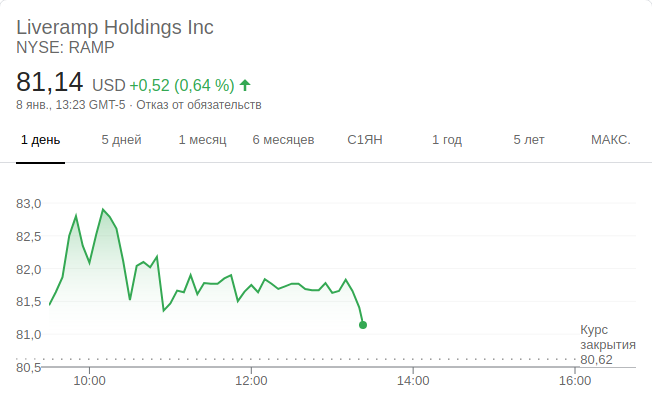 Liveramp Holdings Inc
NYSE: RAMP
81,14 USD +0,52 (0,64 %)
8 янв., 13:23 GMT-5 · Отказ от обязательств
1 день 5 дней 1 месяц 6 месяцев С1ЯН 1 год 5 лет МАКС.
83,0
82,5
82,0
81,5
81,0
80,5
Курс
закрытия
80,62
10:00 12:00 14:00 16:00